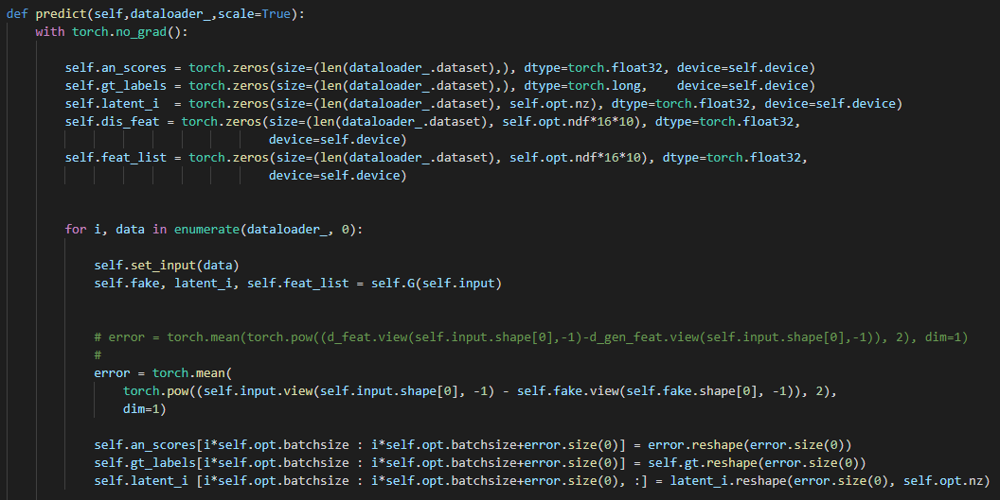 def predict(self,dataloader_,scale=True):
with torch.no_grad():
self.an_scores = torch.zeros(size=(len(dataloader_.dataset),), dtype=torch.float32, device=self.device)
self.gt_labels = torch.zeros(size=(len(dataloader_.dataset),), dtype=torch.long,    device=self.device)
self.latent_i  = torch.zeros(size=(len(dataloader_.dataset), self.opt.nz), dtype=torch.float32, device=self.device)
self.dis_feat = torch.zeros(size=(len(dataloader_.dataset), self.opt.ndf*16*10), dtype=torch.float32,
device=self.device)
self.feat_list = torch.zeros(size=(len(dataloader_.dataset), self.opt.ndf*16*10), dtype=torch.float32,
device=self.device)
for i, data in enumerate(dataloader_, 0):
self.set_input(data)
self.fake, latent_i, self.feat_list = self.G(self.input)
# error = torch.mean(torch.pow((d_feat.view(self.input.shape[0],-1)-d_gen_feat.view(self.input.shape[0],-1)), 2), dim=1)
#
error = torch.mean(
torch.pow((self.input.view(self.input.shape[0], -1) - self.fake.view(self.fake.shape[0], -1)), 2),
dim=1)
self.an_scores[i*self.opt.batchsize : i*self.opt.batchsize+error.size(0)] = error.reshape(error.size(0))
self.gt_labels[i*self.opt.batchsize : i*self.opt.batchsize+error.size(0)] = self.gt.reshape(error.size(0))
self.latent_i [i*self.opt.batchsize : i*self.opt.batchsize+error.size(0), :] = latent_i.reshape(error.size(0), self.opt.nz)